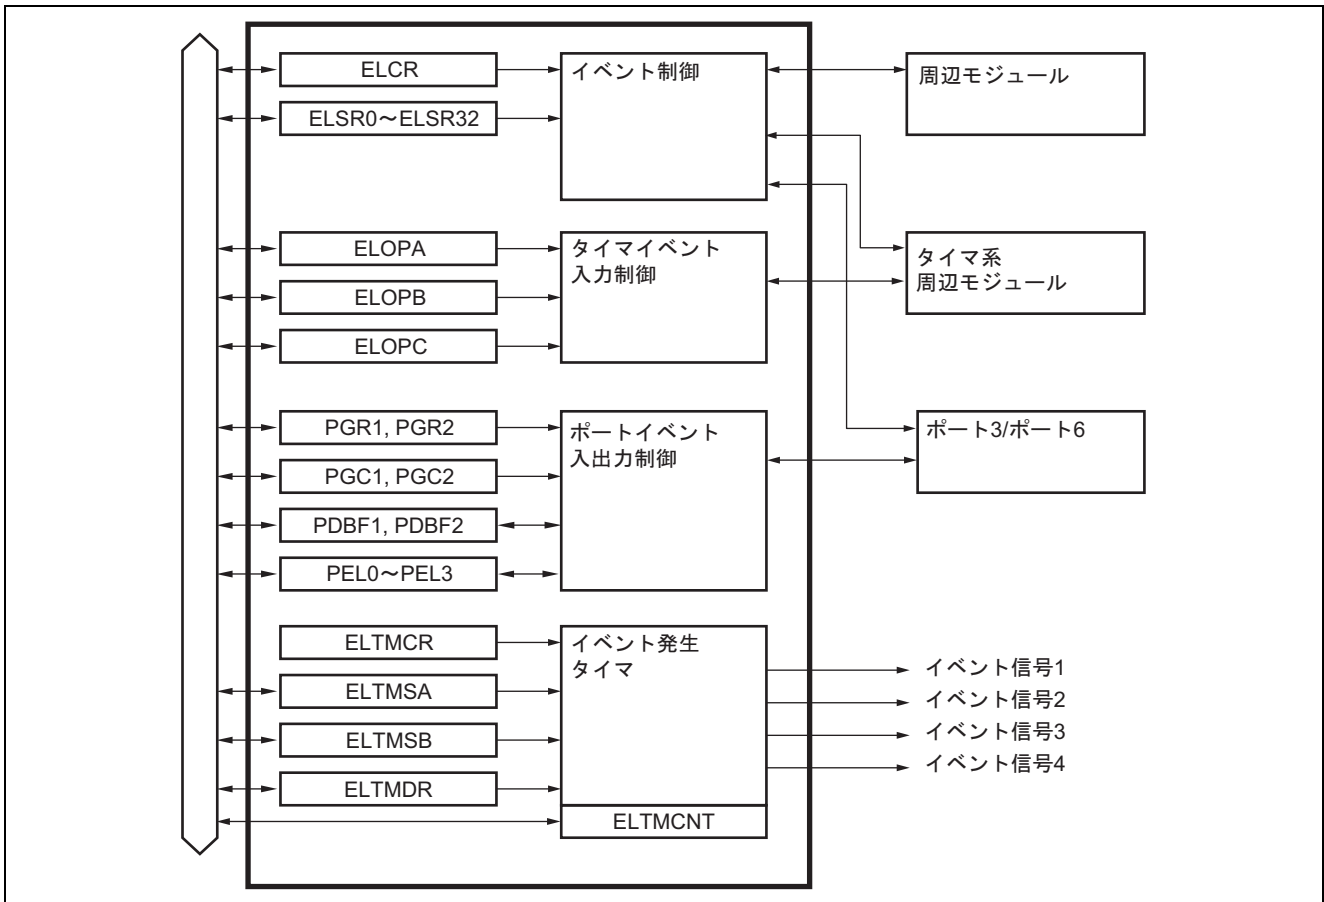 ELCR
ELSR0～ELSR32
イベント制御
周辺モジュール
ELOPA
ELOPB
ELOPC
タイマイベント
入力制御
タイマ系
周辺モジュール
PGR1, PGR2
PGC1, PGC2
PDBF1, PDBF2
PEL0～PEL3
ポートイベント
入出力制御
ポート3/ポート6
ELTMCR
ELTMSA
ELTMSB
ELTMDR
イベント発生
タイマ
ELTMCNT
イベント信号1
イベント信号2
イベント信号3
イベント信号4